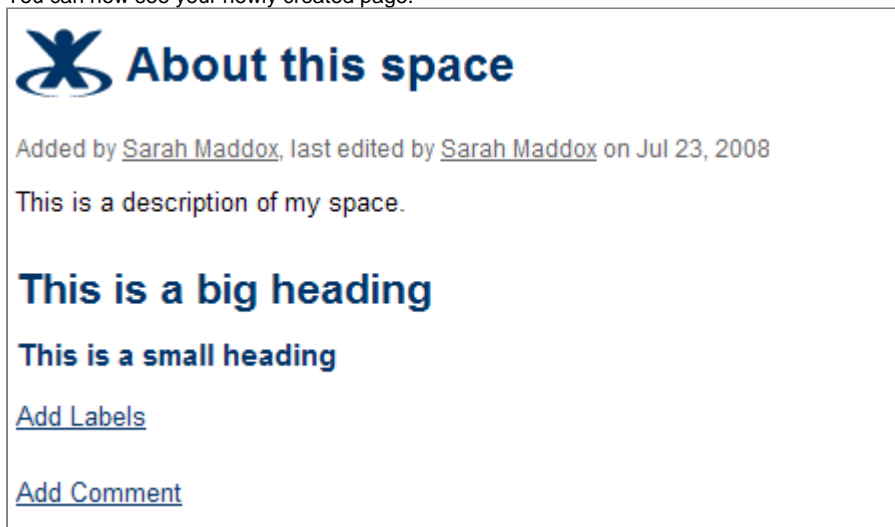 You can now see your newly created page.
About this space
Added by Sarah Maddox, last edited by Sarah Maddox on Jul 23, 2008
This is a description of my space.
This is a big heading
This is a small heading
Add Labels
Add Comment